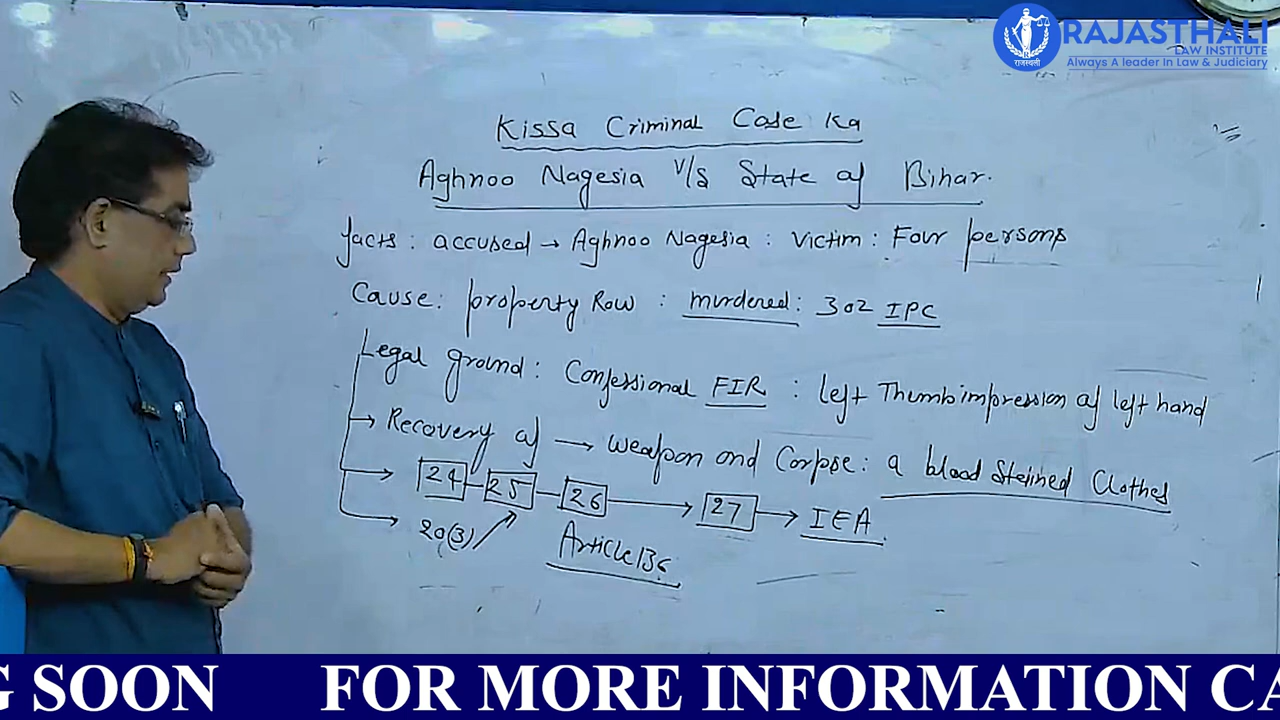 RAJASTHALI
LAW INSTITUTE
Always A leader In Law & Judiciary
राजस्थली
Kissa Criminal Case Ka
Aghnoo Nagesia V/s State of Bihar.
facts : accused → Aghnoo Nagesia : Victim : Four persons
Cause : property Row : murdered : 302 IPC
Legal ground : Confessional FIR : left Thumb impression of left hand
→ Recovery of → weapon and Corpse : a blood Steined Clothes
→ 24 - 25 - 26 → 27 → IEA
→ 20(3) Article 136
G SOON FOR MORE INFORMATION CA